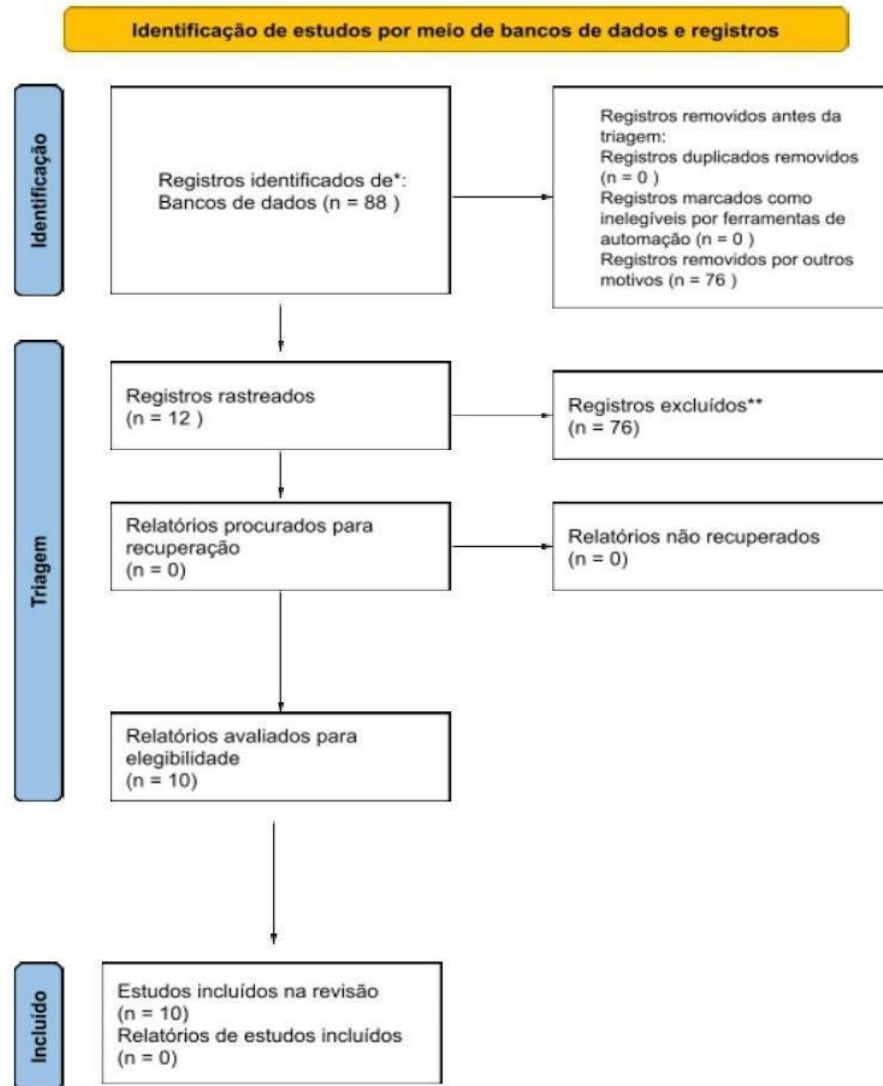 Identificação de estudos por meio de bancos de dados e registros
Identificação
Registros identificados de*:
Bancos de dados (n = 88 )
Registros removidos antes da
triagem:
Registros duplicados removidos
(n = 0 )
Registros marcados como
inelegíveis por ferramentas de
automação (n = 0 )
Registros removidos por outros
motivos (n = 76 )
Triagem
Registros rastreados
(n = 12 )
Registros excluídos**
(n = 76)
Relatórios procurados para
recuperação
(n = 0)
Relatórios não recuperados
(n = 0)
Relatórios avaliados para
elegibilidade
(n = 10)
Incluído
Estudos incluídos na revisão
(n = 10)
Relatórios de estudos incluídos
(n = 0)